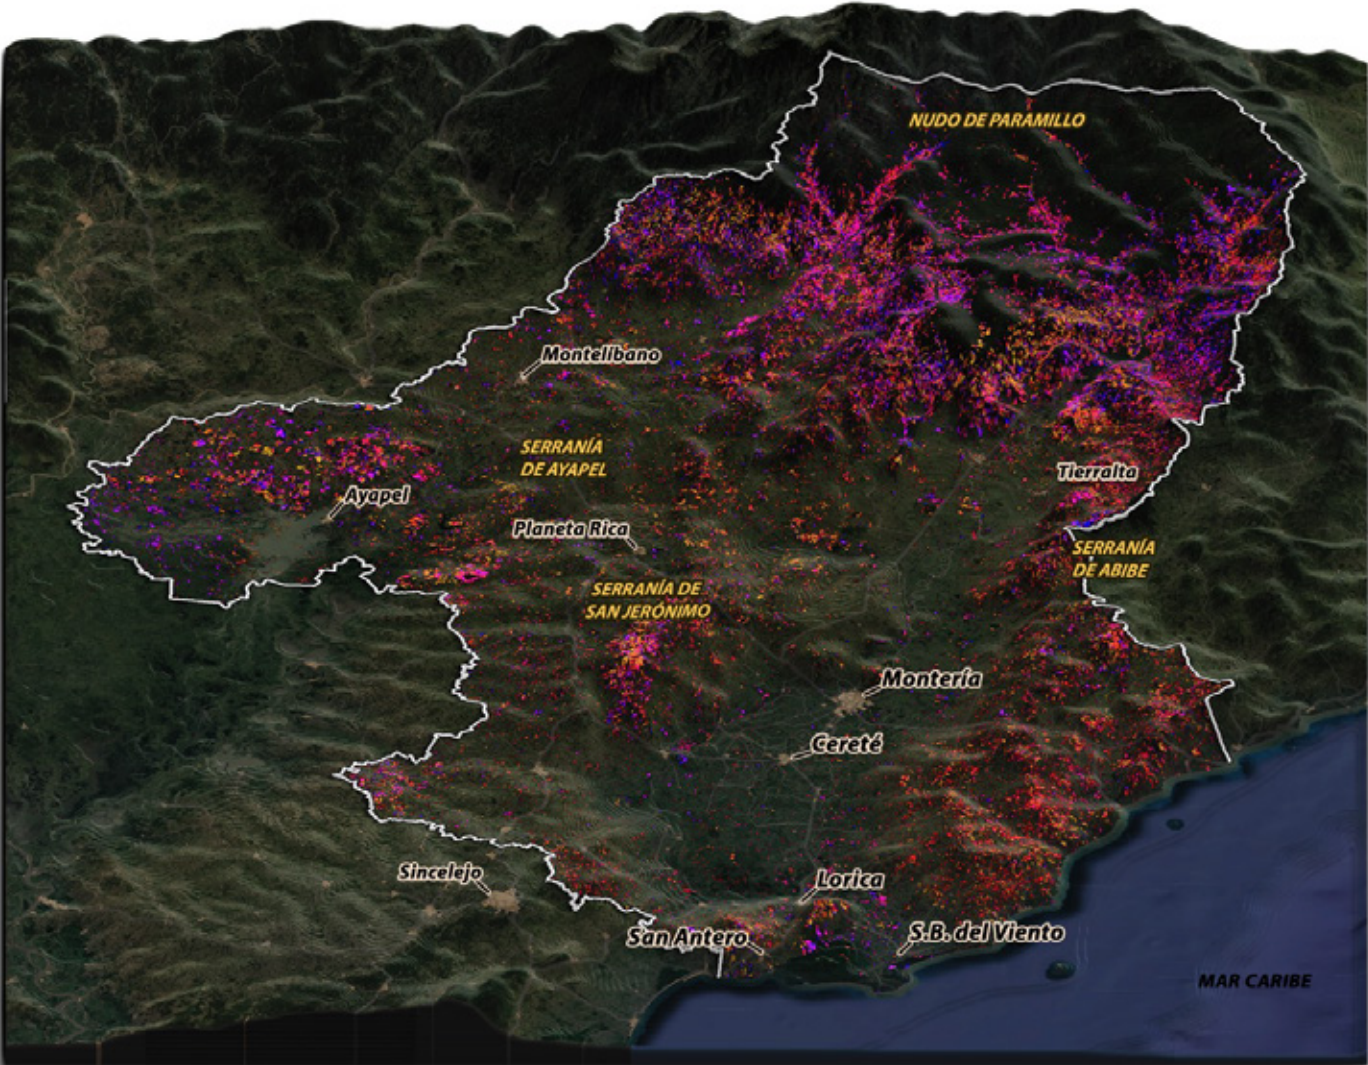 NUDO DE PARAMILLO
Montelíbano
SERRANÍA
DE AYAPEL
Tierralta
Ayapel
Planeta Rica
SERRANÍA
DE ABIBE
SERRANÍA DE
SAN JERÓNIMO
Montería
Cereté
Sincelejo
Lorica
San Antero
S.B. del Viento
MAR CARIBE